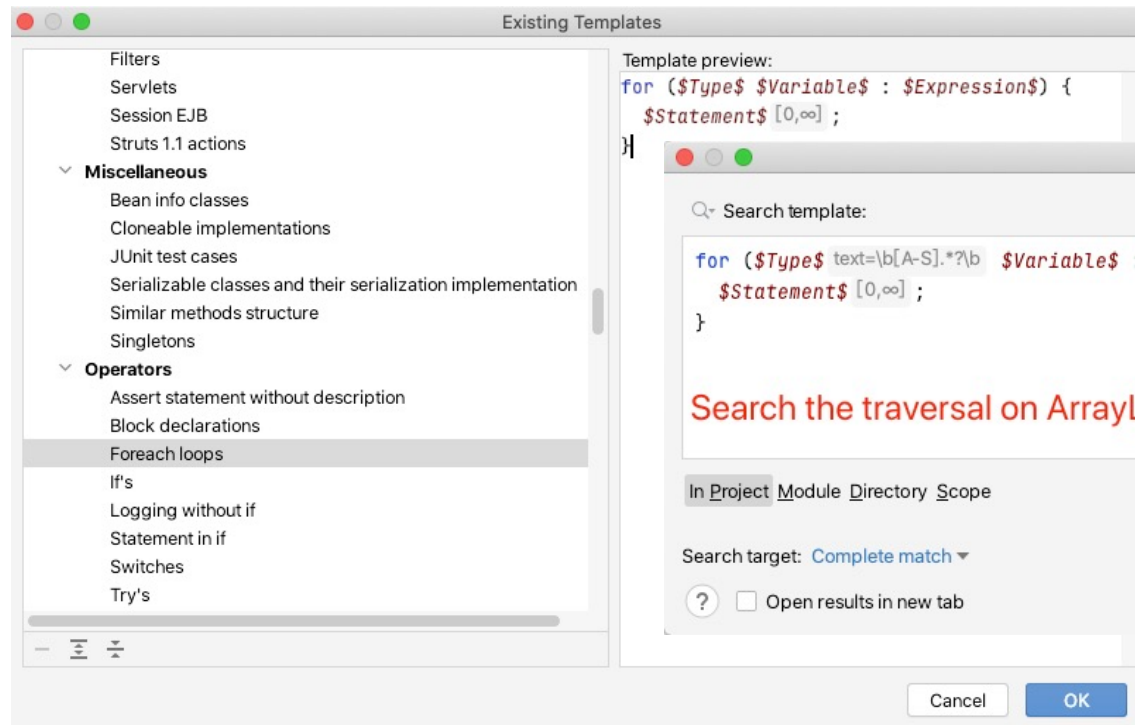 Existing Templates
Filters
Servlets
Session EJB
Struts 1.1 actions
Miscellaneous
Bean info classes
Cloneable implementations
JUnit test cases
Serializable classes and their serialization implementation
Similar methods structure
Singletons
Operators
Assert statement without description
Block declarations
Foreach loops
If's
Logging without if
Statement in if
Switches
Try's
Template preview:
for ($Type$ $Variable$ : $Expression$) {
$Statement$ [0,∞] ;
}
Search template:
for ($Type$ text=\b[A-S].*?\b $Variable$ :
$Statement$ [0,∞] ;
}
Search the traversal on ArrayL
In Project Module Directory Scope
Search target: Complete match
? Open results in new tab
Cancel OK